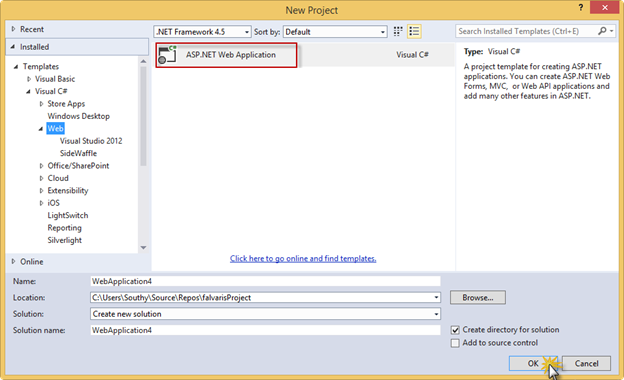 New Project
?
Recent
Installed
Templates
Visual Basic
Visual C#
Store Apps
Windows Desktop
Web
Visual Studio 2012
SideWaffle
Office/SharePoint
Cloud
Extensibility
iOS
LightSwitch
Reporting
Silverlight
Online
.NET Framework 4.5 Sort by: Default
ASP.NET Web Application Visual C#
Click here to go online and find templates.
Search Installed Templates (Ctrl+E)
Type: Visual C#
A project template for creating ASP.NET
applications. You can create ASP.NET Web
Forms, MVC, or Web API applications and
add many other features in ASP.NET.
Name: WebApplication4
Location: C:\Users\Southy\Source\Repos\falvarisProject Browse...
Solution: Create new solution
Solution name: WebApplication4
Create directory for solution
Add to source control
OK Cancel